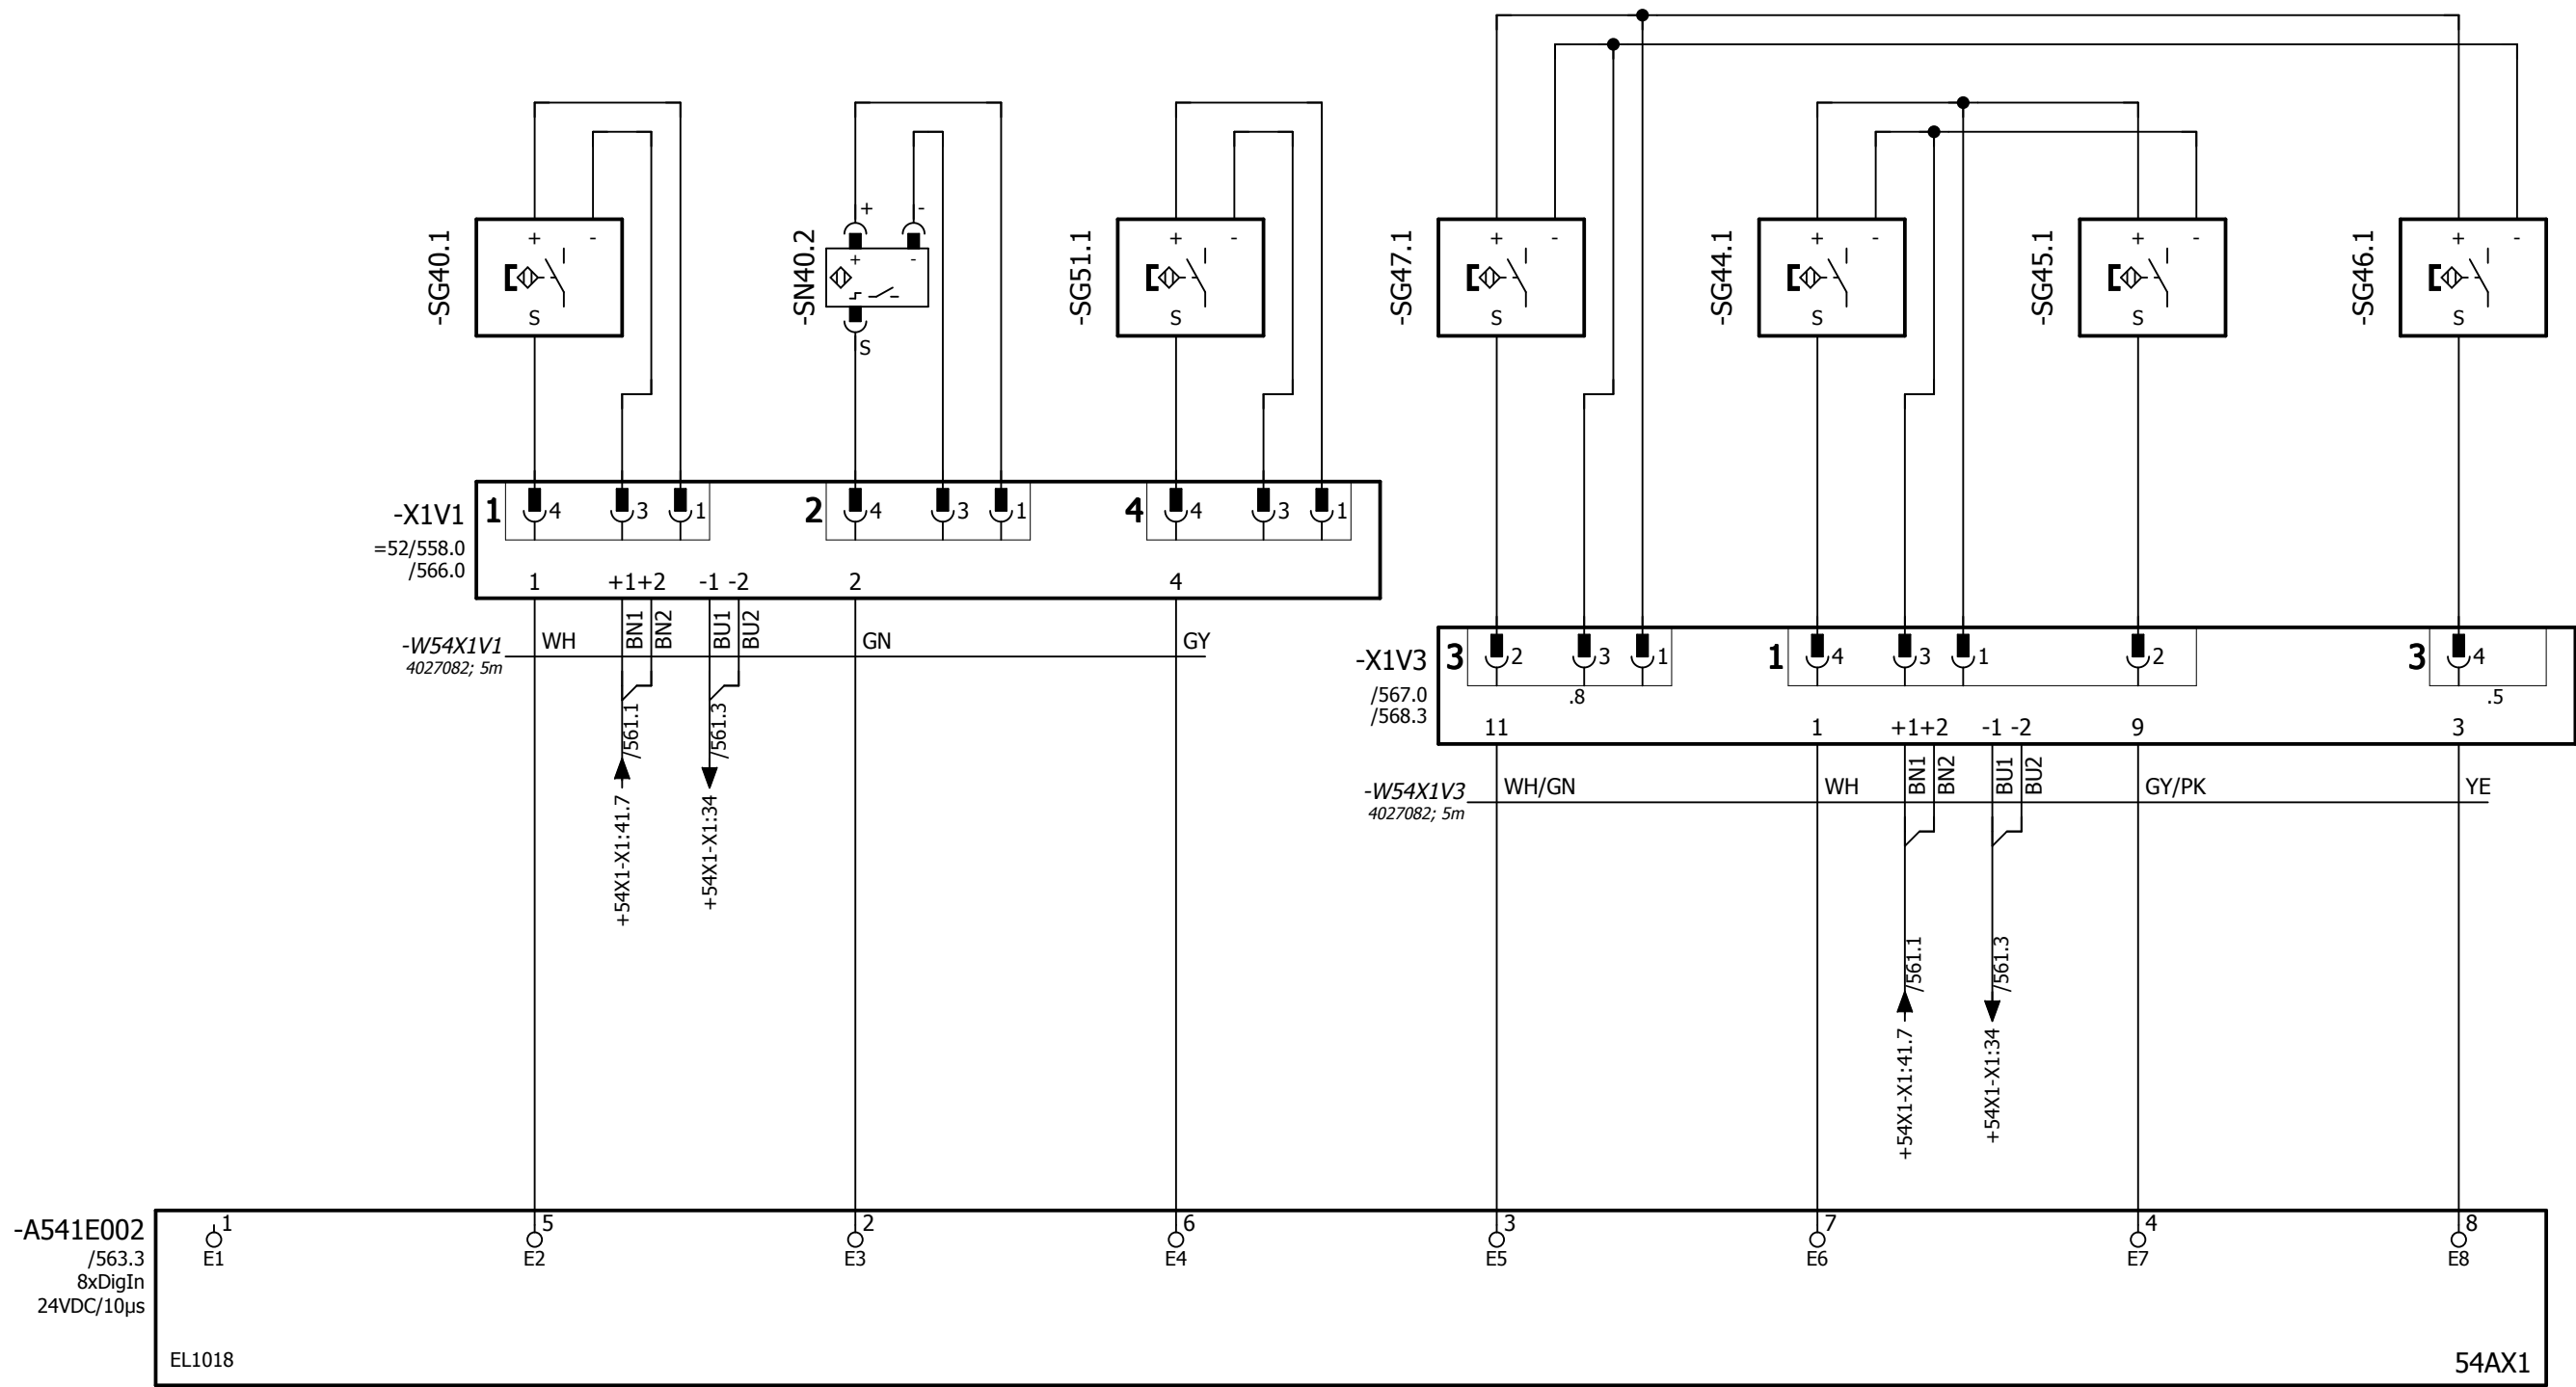 -SG40.1
+ -
S
-SN40.2
+ -
+ -
S
-SG51.1
+ -
S
-SG47.1
+ -
S
-SG44.1
+ -
S
-SG45.1
+ -
S
-SG46.1
+ -
S
-X1V1
=52/558.0
/566.0
1 4 3 1
2 4 3 1
4 4 3 1
1 +1+2 -1 -2 2 4
-W54X1V1
4027082; 5m
WH BN1 BN2 BU1 BU2 GN GY
/561.1
/561.3
+54X1-X1:41.7
+54X1-X1:34
-X1V3
/567.0
/568.3
3 2 3 1
.8
1 4 3 1 2
3 4
.5
11 1 +1+2 -1 -2 9 3
-W54X1V3
4027082; 5m
WH/GN WH BN1 BN2 BU1 BU2 GY/PK YE
/561.1
/561.3
+54X1-X1:41.7
+54X1-X1:34
-A541E002
/563.3
8xDigIn
24VDC/10µs
1 5 2 6 3 7 4 8
E1 E2 E3 E4 E5 E6 E7 E8
EL1018
54AX1